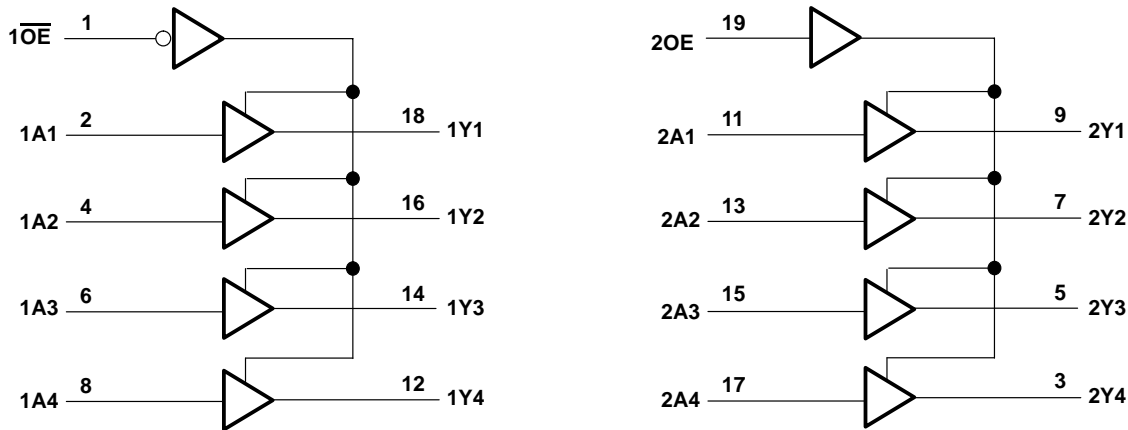 1O̅E̅ 1
1A1 2 18 1Y1
1A2 4 16 1Y2
1A3 6 14 1Y3
1A4 8 12 1Y4
2OE 19
2A1 11 9 2Y1
2A2 13 7 2Y2
2A3 15 5 2Y3
2A4 17 3 2Y4